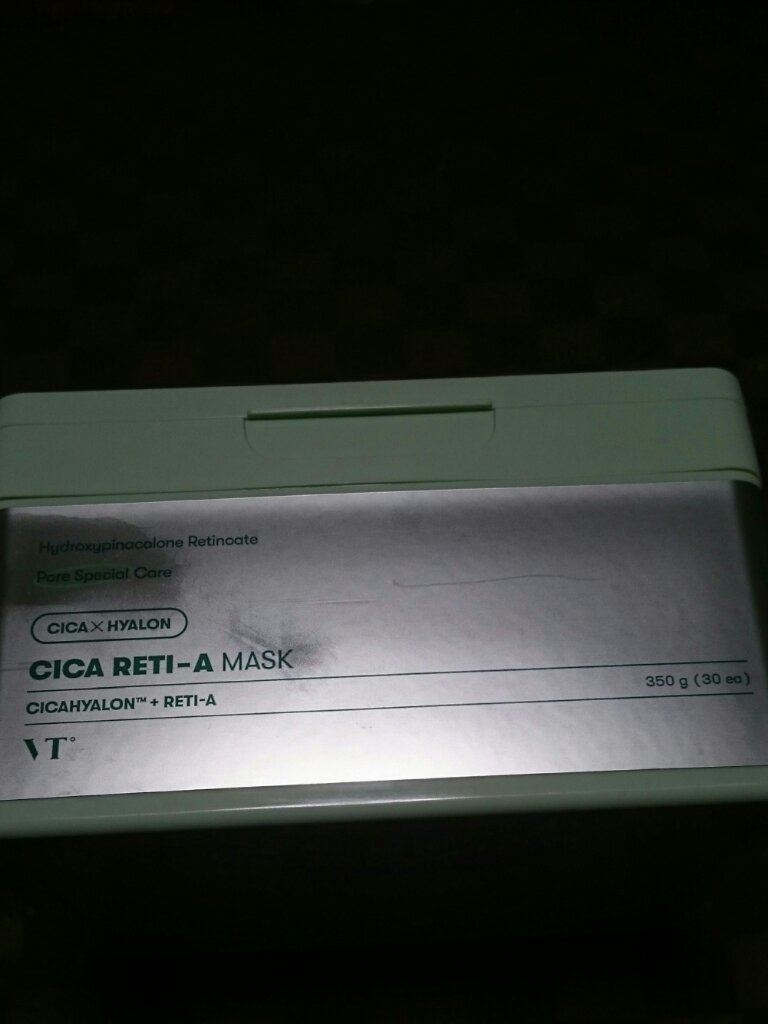 Hydroxypinacolone Retinoate
Pore Special Care
CICA×HYALON
CICA RETI-A MASK
350 g (30 ea)
CICAHYALON™ + RETI-A
VT°